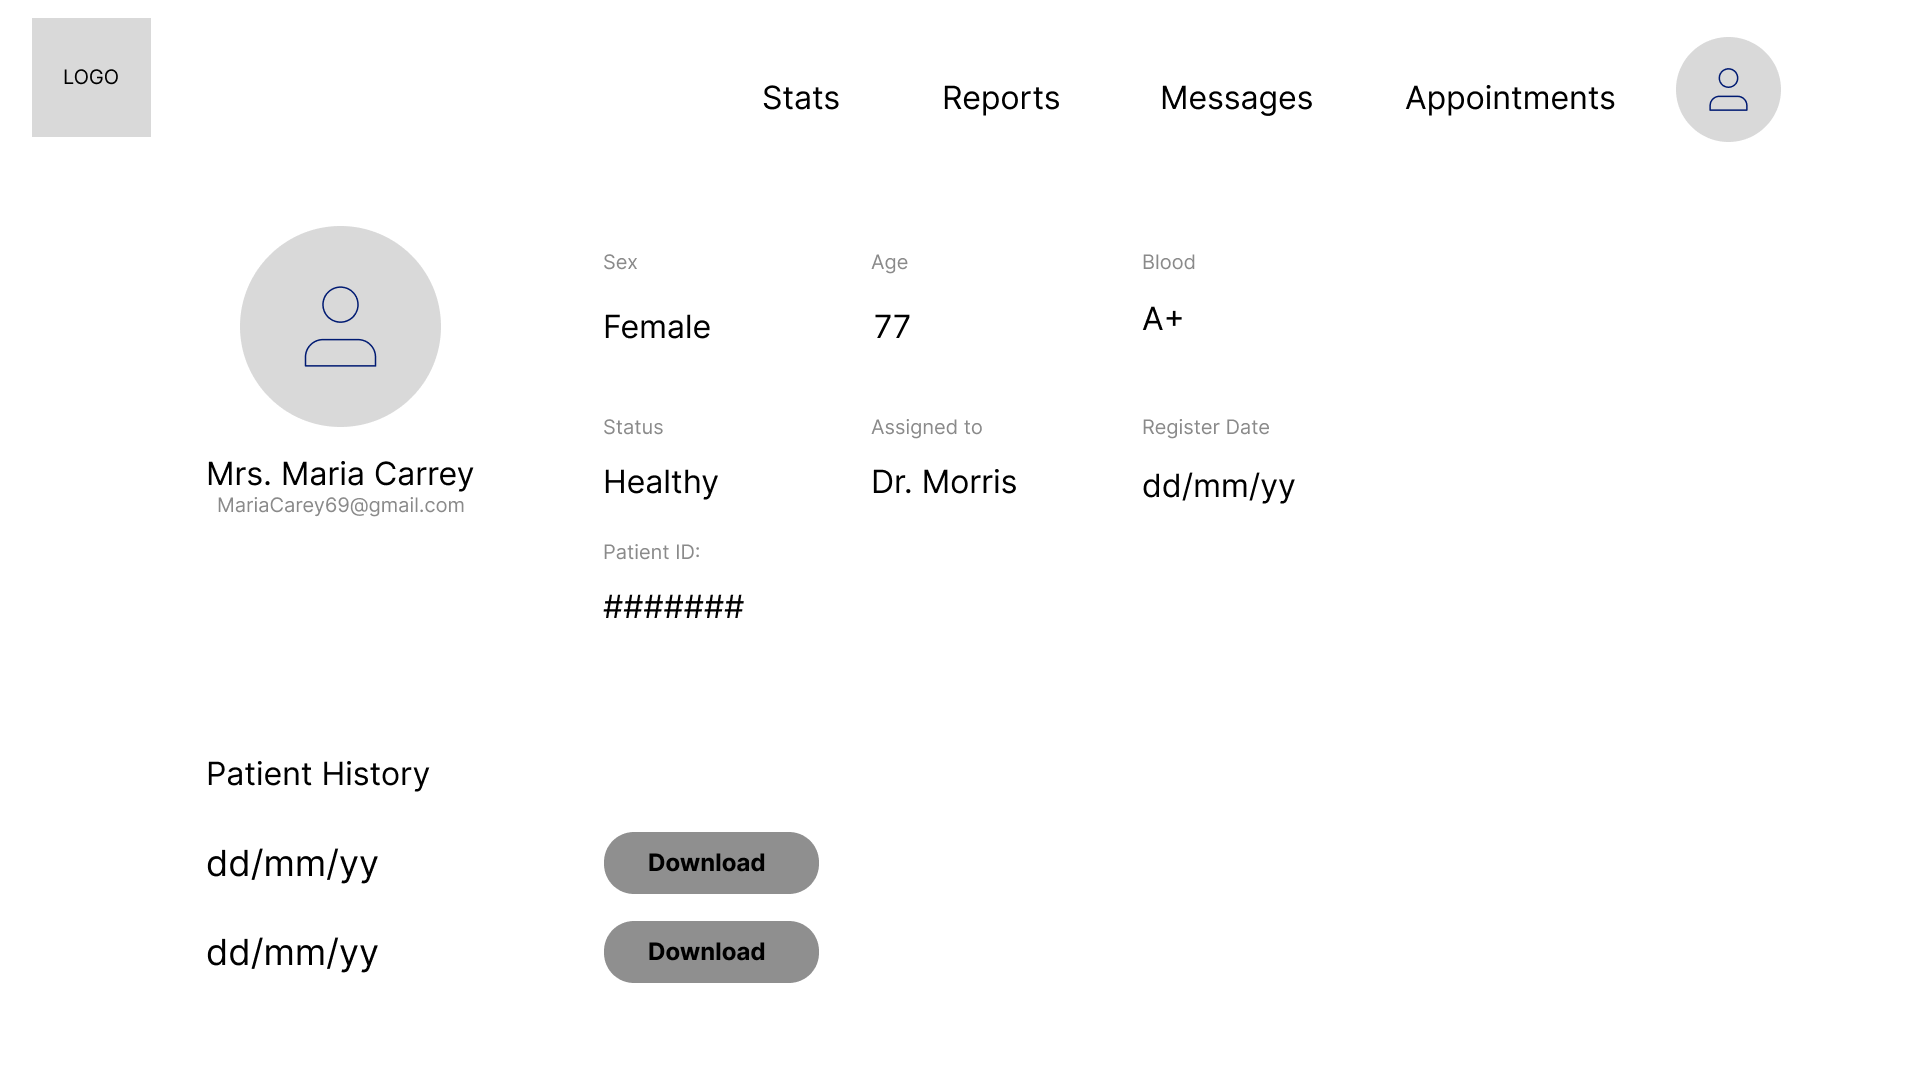 LOGO
Stats Reports Messages Appointments
Sex Age Blood
Female 77 A+
Status Assigned to Register Date
Healthy Dr. Morris dd/mm/yy
Mrs. Maria Carrey
MariaCarey69@gmail.com
Patient ID:
#######
Patient History
dd/mm/yy Download
dd/mm/yy Download